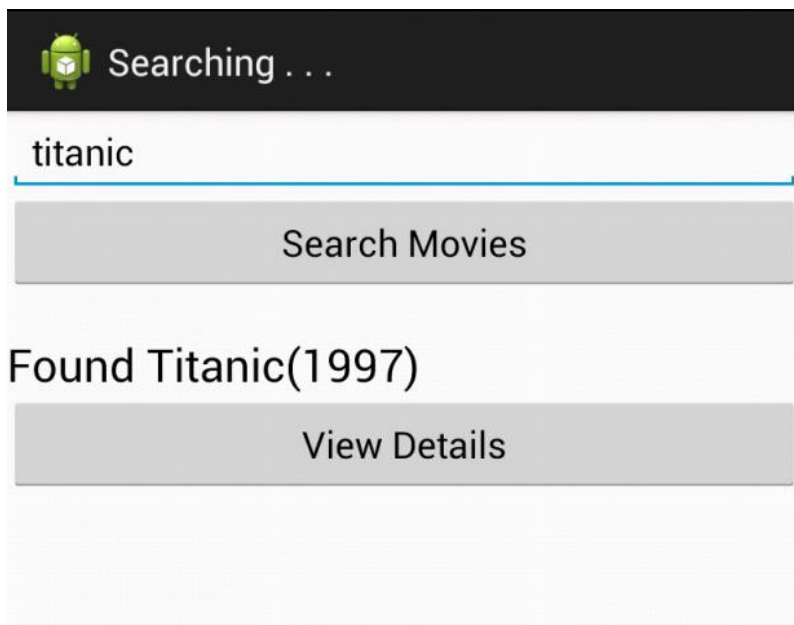 Searching . . .
titanic
Search Movies
Found Titanic(1997)
View Details